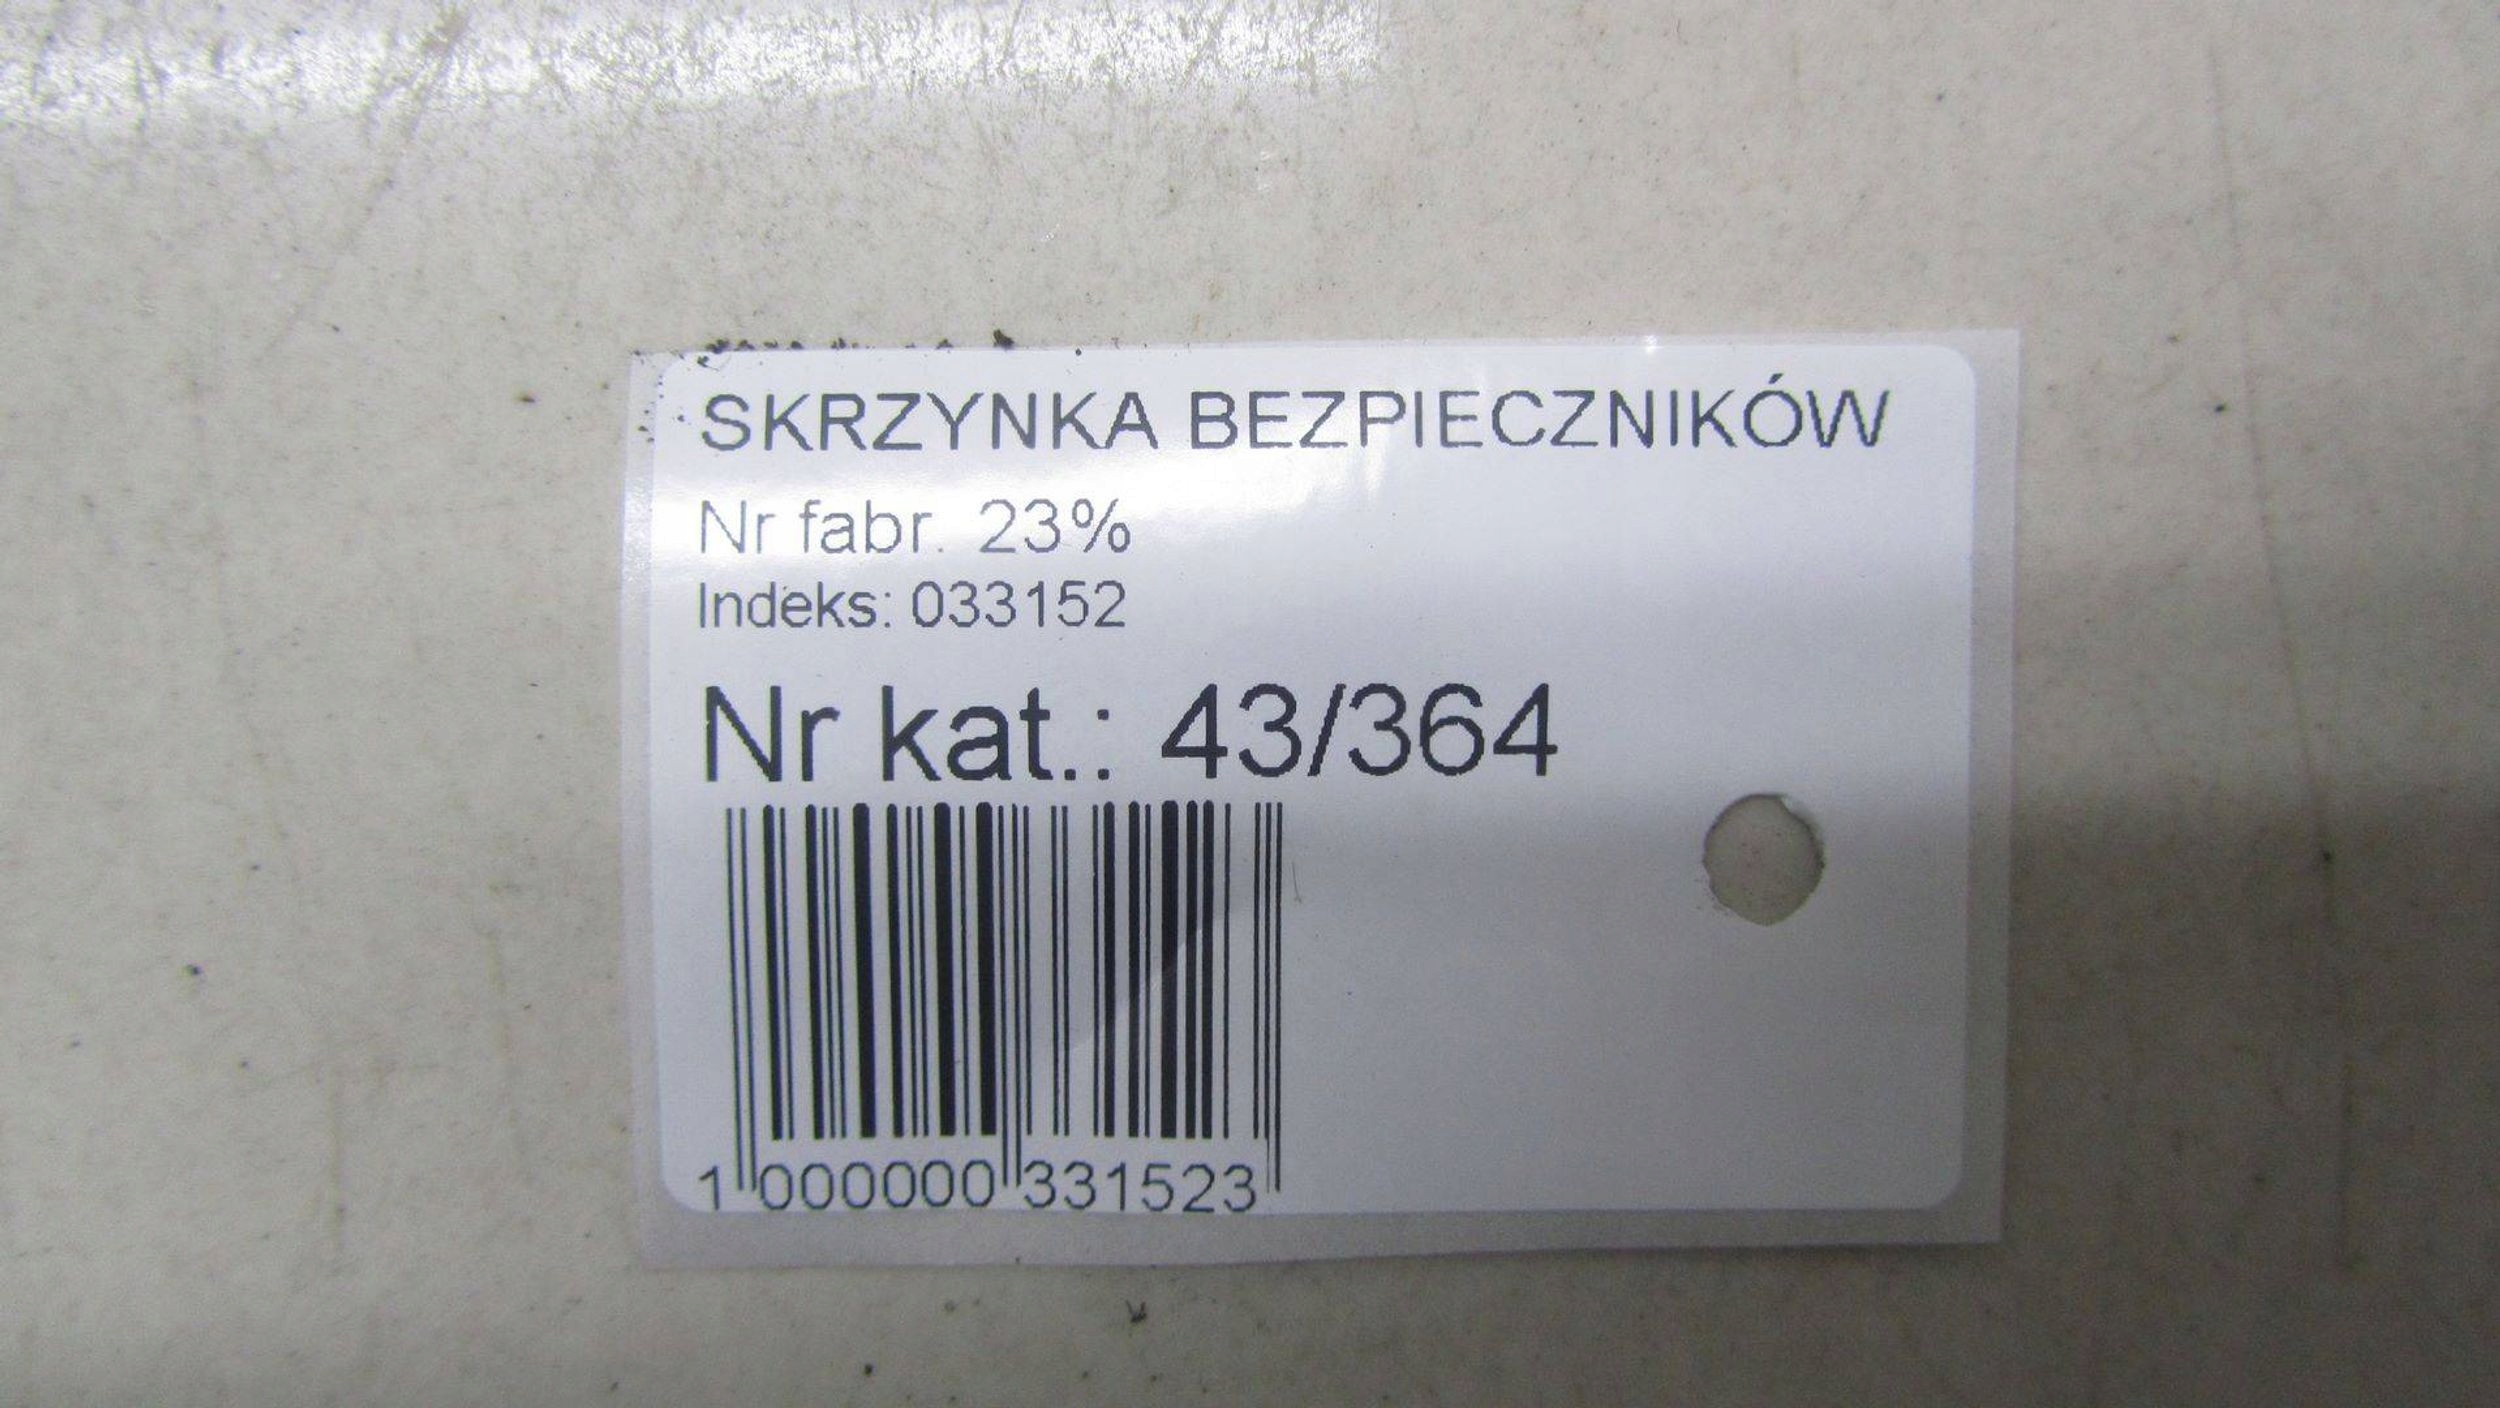 SKRZYNKA BEZPIECZNIKÓW
Nr fabr. 23%
Indeks: 033152
Nr kat.: 43/364
1 000000 331523